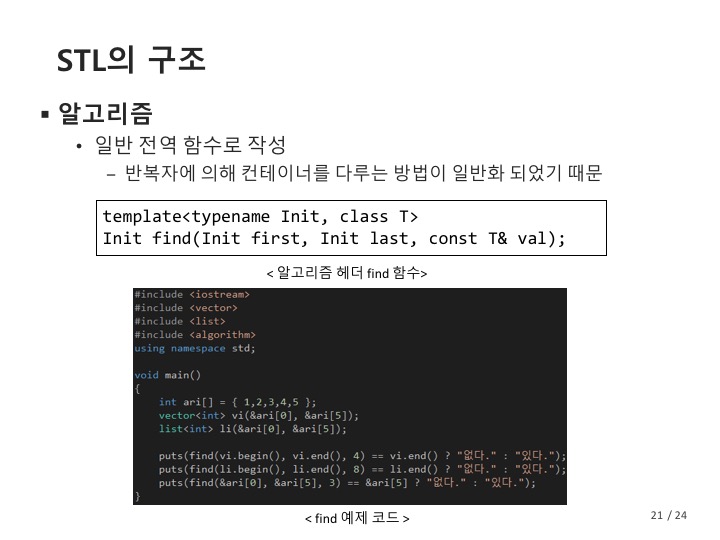 STL의 구조
▪ 알고리즘
• 일반 전역 함수로 작성
– 반복자에 의해 컨테이너를 다루는 방법이 일반화 되었기 때문
template<typename Init, class T>
Init find(Init first, Init last, const T& val);
< 알고리즘 헤더 find 함수>
#include <iostream>
#include <vector>
#include <list>
#include <algorithm>
using namespace std;
void main()
{
int ari[] = { 1,2,3,4,5 };
vector<int> vi(&ari[0], &ari[5]);
list<int> li(&ari[0], &ari[5]);
puts(find(vi.begin(), vi.end(), 4) == vi.end() ? "없다." : "있다.");
puts(find(li.begin(), li.end(), 8) == li.end() ? "없다." : "있다.");
puts(find(&ari[0], &ari[5], 3) == &ari[5] ? "없다." : "있다.");
}
< find 예제 코드 >
21 / 24